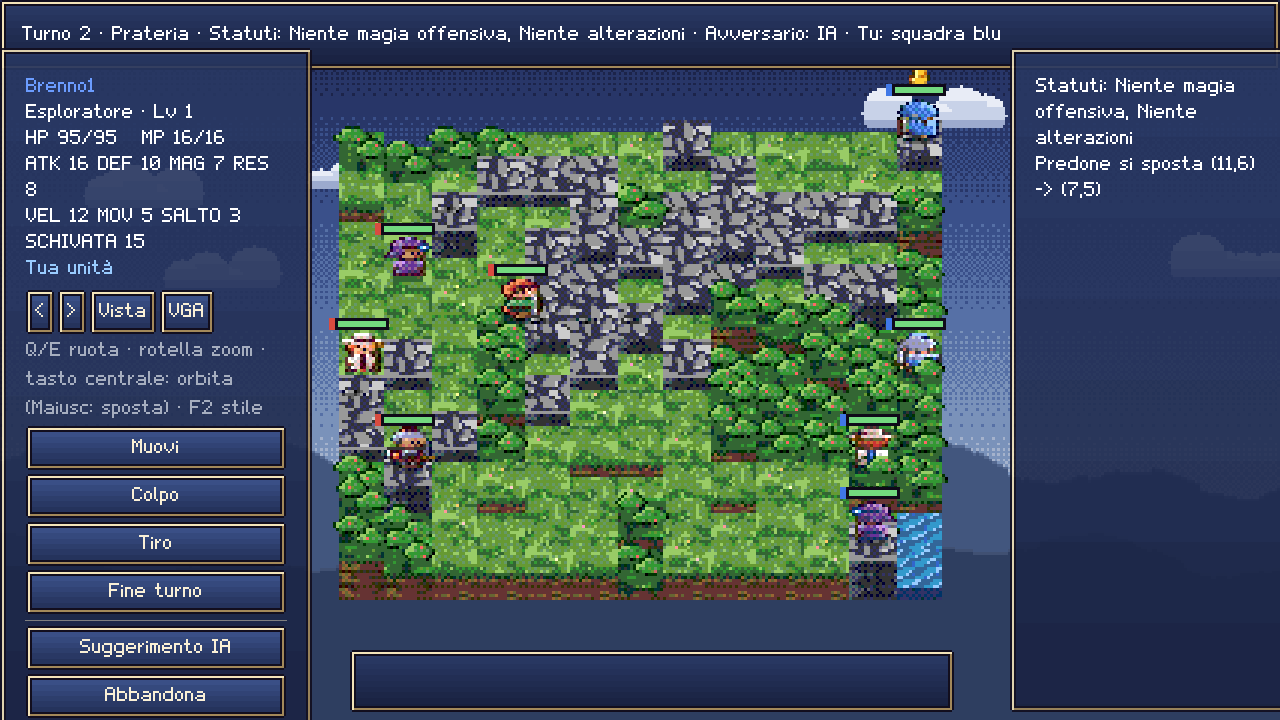 Turno 2 · Prateria · Statuti: Niente magia offensiva, Niente alterazioni · Avversario: IA · Tu: squadra blu
Brenno1
Esploratore · Lv 1
HP 95/95 MP 16/16
ATK 16 DEF 10 MAG 7 RES
8
VEL 12 MOV 5 SALTO 3
SCHIVATA 15
Tua unità
< > Vista VGA
Q/E ruota · rotella zoom ·
tasto centrale: orbita
(Maiusc: sposta) · F2 stile
Muovi
Colpo
Tiro
Fine turno
Suggerimento IA
Abbandona
Statuti: Niente magia
offensiva, Niente
alterazioni
Predone si sposta (11,6)
-> (7,5)